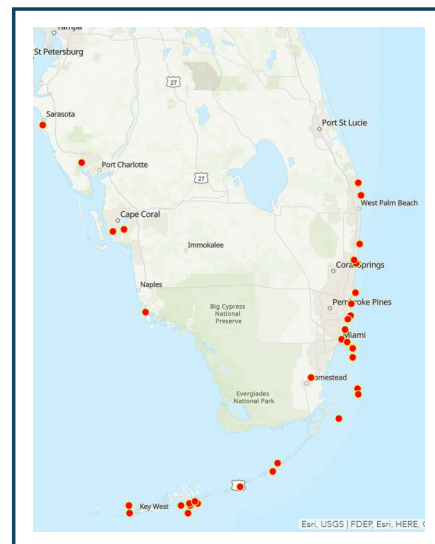 Tampa
St Petersburg
27
Sarasota
Port St Lucie
Port Charlotte
27
West Palm Beach
Cape Coral
Immokalee
Coral Springs
Naples
Big Cypress
National
Preserve
Pembroke Pines
Miami
Homestead
Everglades
National Park
Key West
Esri, USGS | FDEP, Esri, HERE,